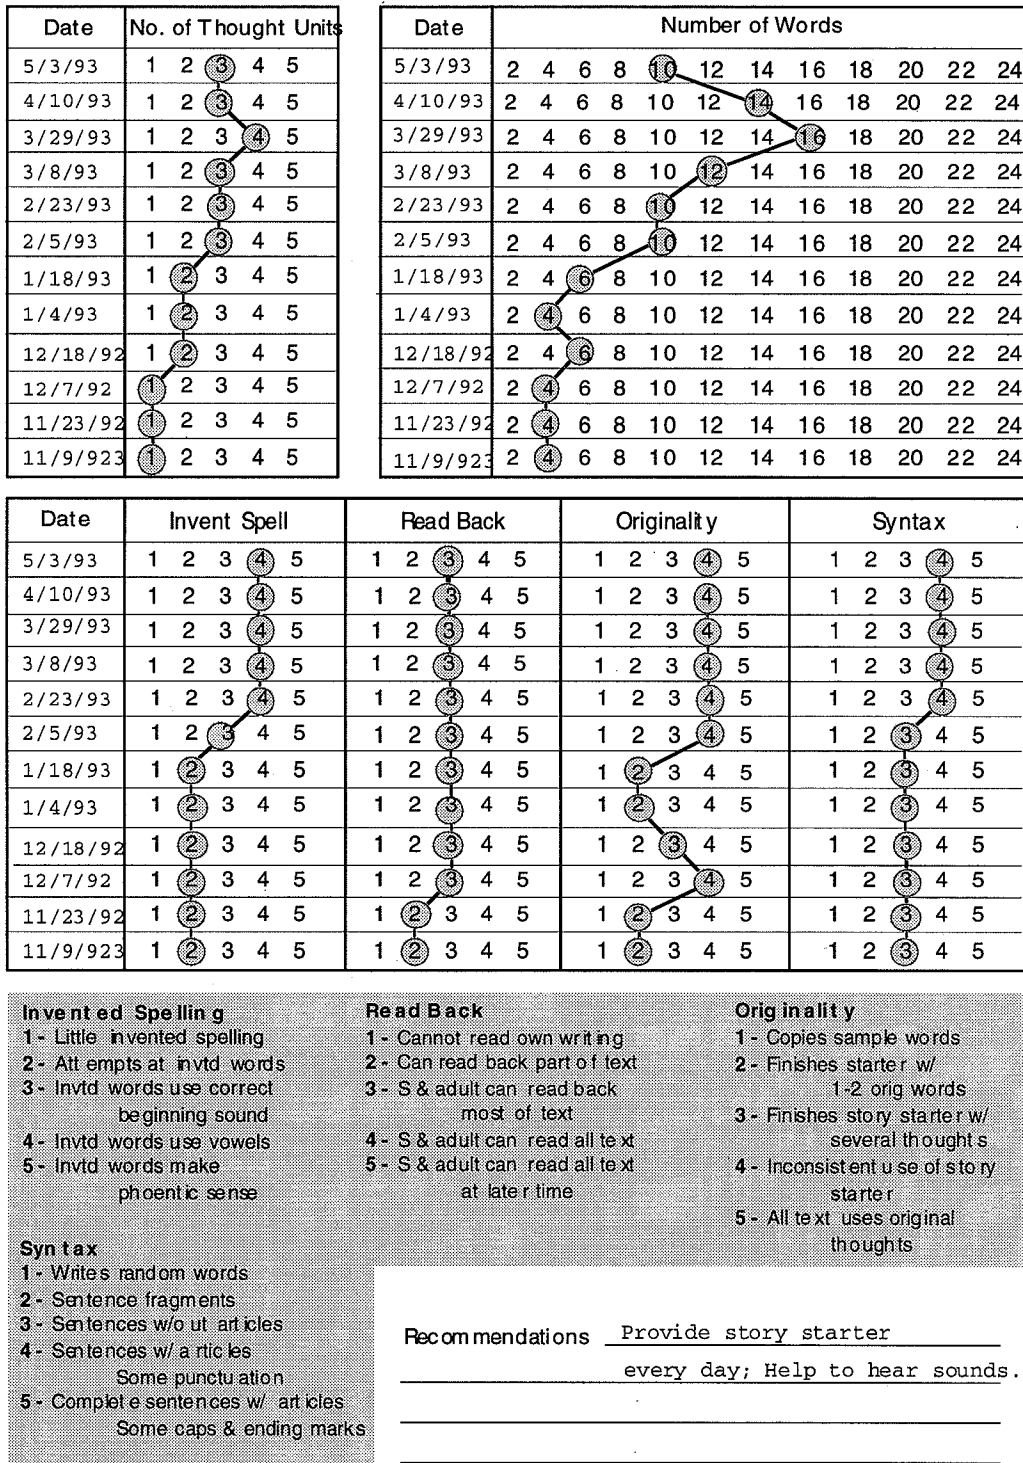 Date No. of Thought Units
5/3/93 1 2 3 4 5
4/10/93 1 2 3 4 5
3/29/93 1 2 3 4 5
3/8/93 1 2 3 4 5
2/23/93 1 2 3 4 5
2/5/93 1 2 3 4 5
1/18/93 1 2 3 4 5
1/4/93 1 2 3 4 5
12/18/92 1 2 3 4 5
12/7/92 1 2 3 4 5
11/23/92 1 2 3 4 5
11/9/923 1 2 3 4 5
Date Number of Words
5/3/93 2 4 6 8 10 12 14 16 18 20 22 24
4/10/93 2 4 6 8 10 12 14 16 18 20 22 24
3/29/93 2 4 6 8 10 12 14 16 18 20 22 24
3/8/93 2 4 6 8 10 12 14 16 18 20 22 24
2/23/93 2 4 6 8 10 12 14 16 18 20 22 24
2/5/93 2 4 6 8 10 12 14 16 18 20 22 24
1/18/93 2 4 6 8 10 12 14 16 18 20 22 24
1/4/93 2 4 6 8 10 12 14 16 18 20 22 24
12/18/92 2 4 6 8 10 12 14 16 18 20 22 24
12/7/92 2 4 6 8 10 12 14 16 18 20 22 24
11/23/92 2 4 6 8 10 12 14 16 18 20 22 24
11/9/923 2 4 6 8 10 12 14 16 18 20 22 24
Date Invent Spell Read Back Originality Syntax
5/3/93 1 2 3 4 5 1 2 3 4 5 1 2 3 4 5 1 2 3 4 5
4/10/93 1 2 3 4 5 1 2 3 4 5 1 2 3 4 5 1 2 3 4 5
3/29/93 1 2 3 4 5 1 2 3 4 5 1 2 3 4 5 1 2 3 4 5
3/8/93 1 2 3 4 5 1 2 3 4 5 1 2 3 4 5 1 2 3 4 5
2/23/93 1 2 3 4 5 1 2 3 4 5 1 2 3 4 5 1 2 3 4 5
2/5/93 1 2 3 4 5 1 2 3 4 5 1 2 3 4 5 1 2 3 4 5
1/18/93 1 2 3 4 5 1 2 3 4 5 1 2 3 4 5 1 2 3 4 5
1/4/93 1 2 3 4 5 1 2 3 4 5 1 2 3 4 5 1 2 3 4 5
12/18/92 1 2 3 4 5 1 2 3 4 5 1 2 3 4 5 1 2 3 4 5
12/7/92 1 2 3 4 5 1 2 3 4 5 1 2 3 4 5 1 2 3 4 5
11/23/92 1 2 3 4 5 1 2 3 4 5 1 2 3 4 5 1 2 3 4 5
11/9/923 1 2 3 4 5 1 2 3 4 5 1 2 3 4 5 1 2 3 4 5
Invented Spelling
1 - Little invented spelling
2 - Attempts at invtd words
3 - Invtd words use correct
beginning sound
4 - Invtd words use vowels
5 - Invtd words make
phoentic sense
Read Back
1 - Cannot read own writing
2 - Can read back part of text
3 - S & adult can read back
most of text
4 - S & adult can read all text
5 - S & adult can read all text
at later time
Originality
1 - Copies sample words
2 - Finishes starter w/
1-2 orig words
3 - Finishes story starter w/
several thoughts
4 - Inconsistent use of story
starter
5 - All text uses original
thoughts
Syntax
1 - Writes random words
2 - Sentence fragments
3 - Sentences w/out articles
4 - Sentences w/ articles
Some punctuation
5 - Complete sentences w/ articles
Some caps & ending marks
Recommendations Provide story starter
every day; Help to hear sounds.